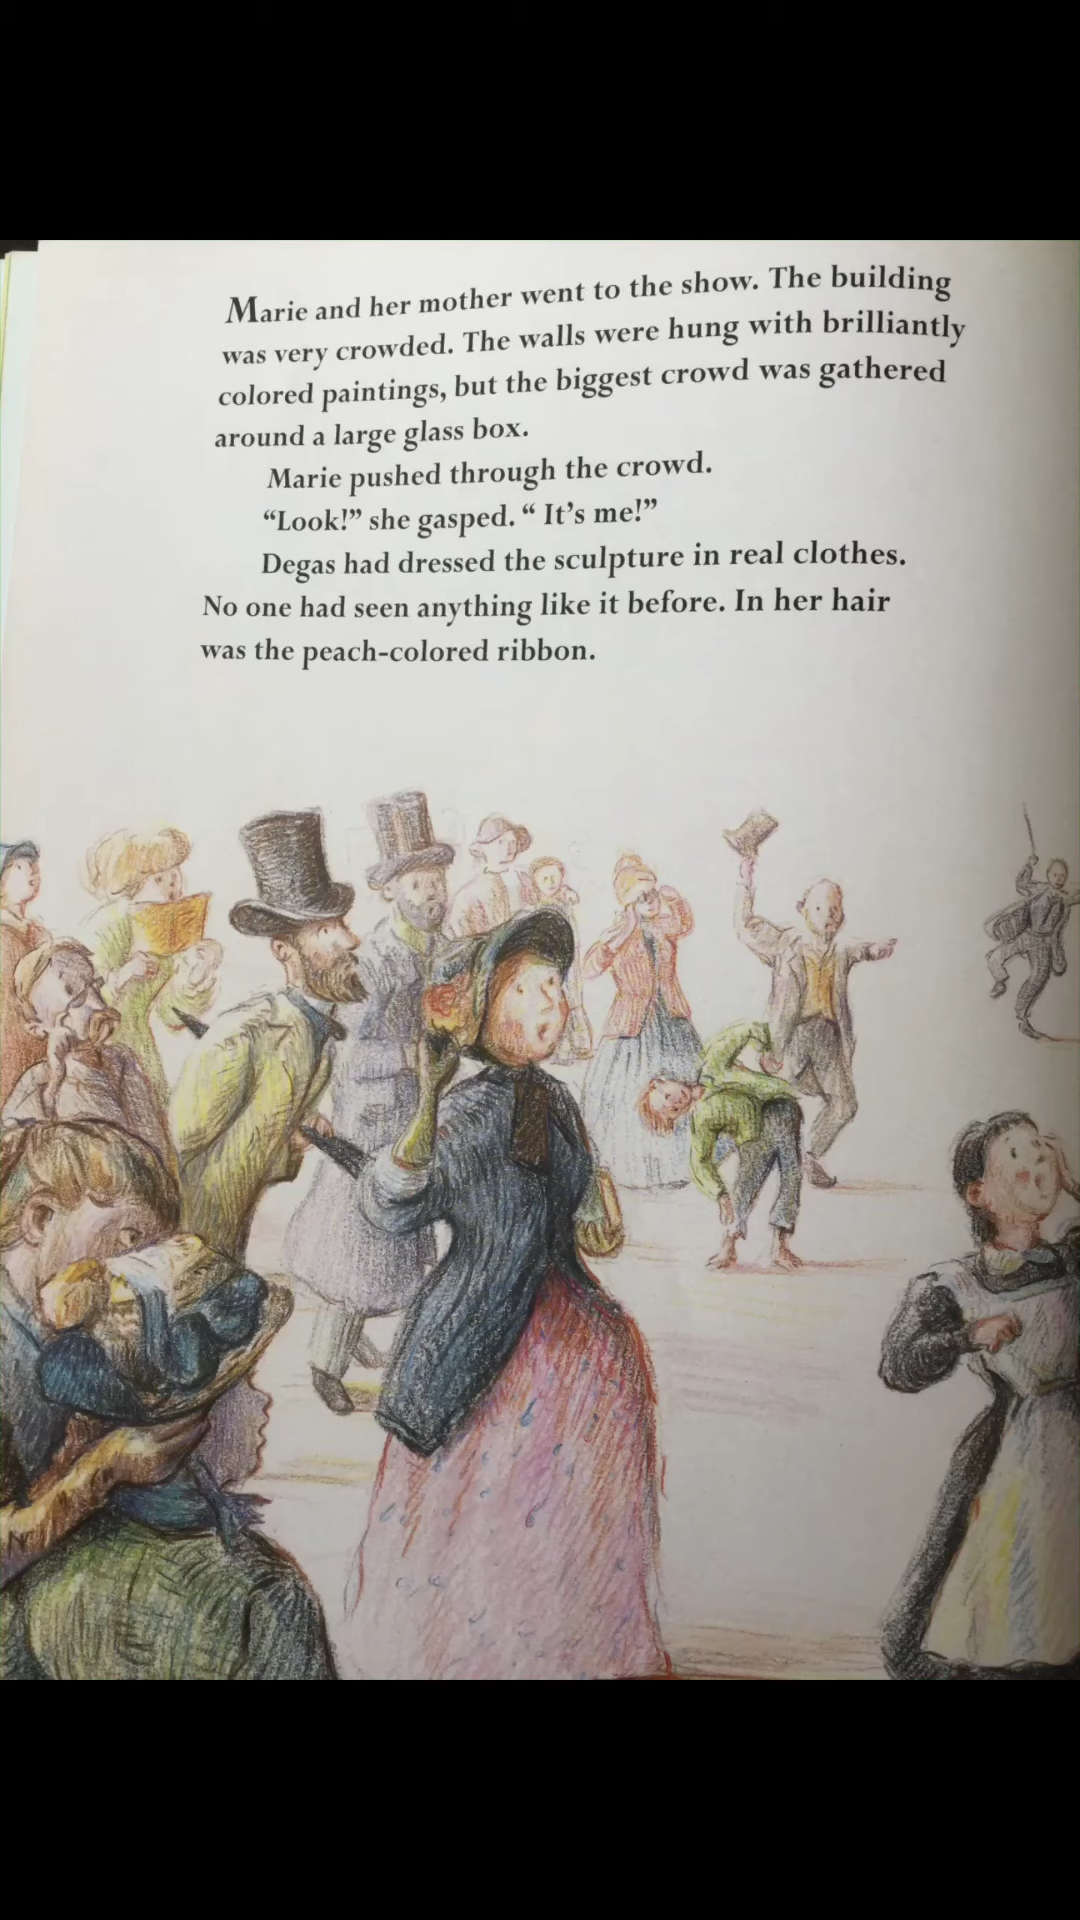 Marie and her mother went to the show. The building
was very crowded. The walls were hung with brilliantly
colored paintings, but the biggest crowd was gathered
around a large glass box.
Marie pushed through the crowd.
“Look!” she gasped. “ It’s me!”
Degas had dressed the sculpture in real clothes.
No one had seen anything like it before. In her hair
was the peach-colored ribbon.